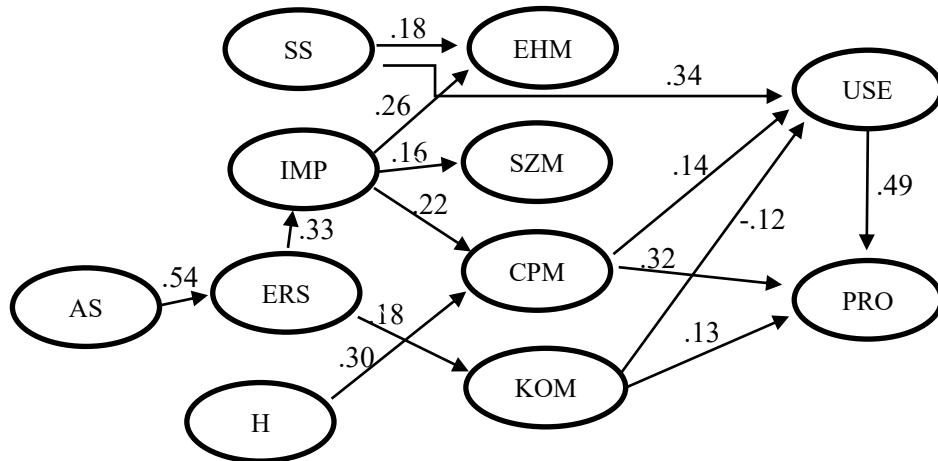 SS
.18
EHM
.34
USE
.26
IMP
.16
SZM
.14
.22
.49
-.12
.33
AS
.54
ERS
CPM
.32
PRO
.18
.30
.13
H
KOM